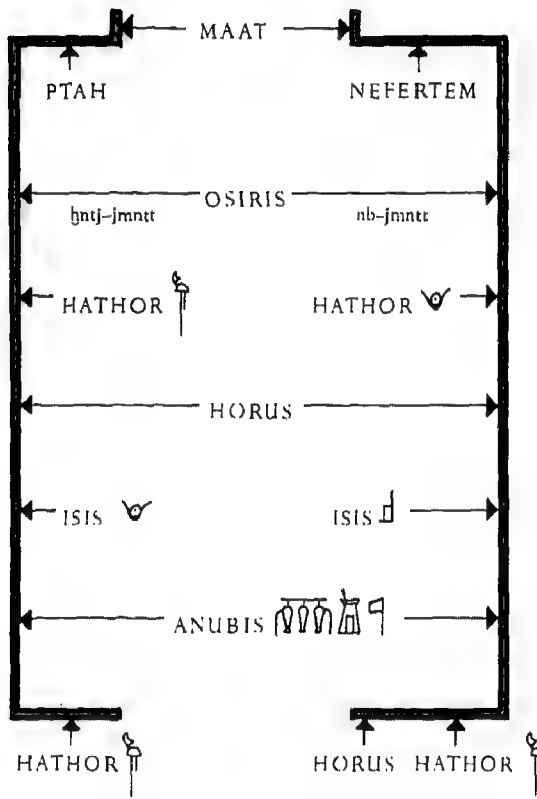 MAAT
PTAH NEFERTEM
OSIRIS
ḫntj-jmntt nb-jmntt
HATHOR HATHOR
HORUS
ISIS ISIS
ANUBIS
HATHOR HORUS HATHOR